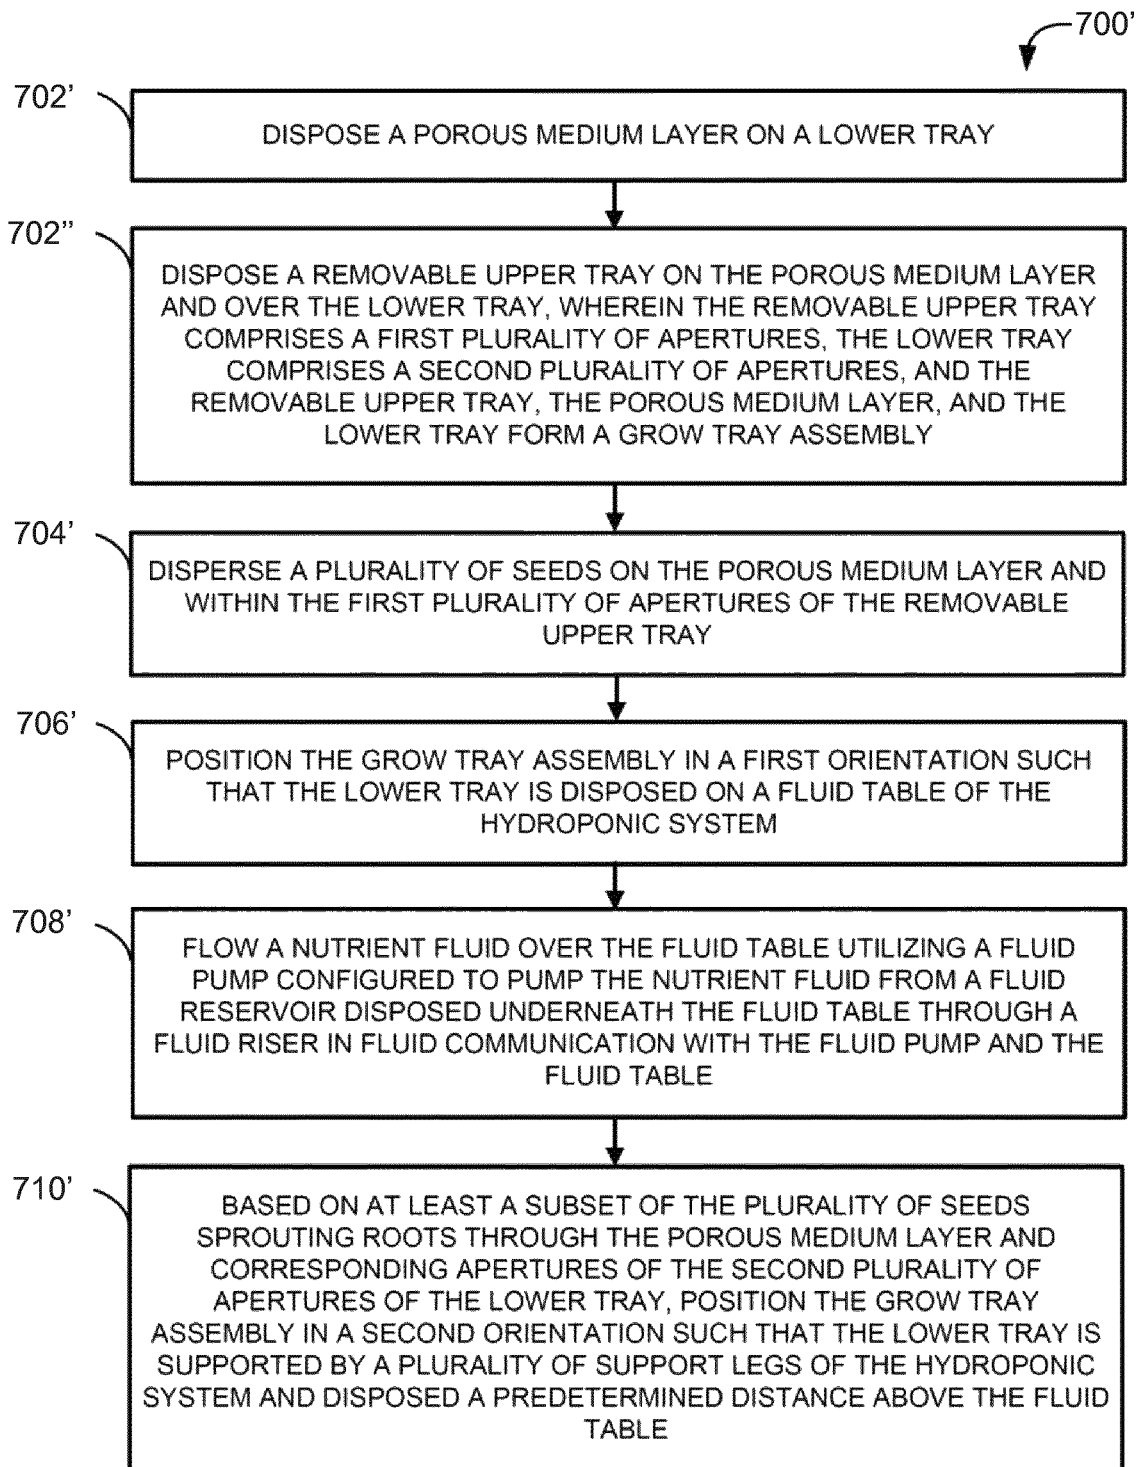 700'
702'
DISPOSE A POROUS MEDIUM LAYER ON A LOWER TRAY
702''
DISPOSE A REMOVABLE UPPER TRAY ON THE POROUS MEDIUM LAYER
AND OVER THE LOWER TRAY, WHEREIN THE REMOVABLE UPPER TRAY
COMPRISES A FIRST PLURALITY OF APERTURES, THE LOWER TRAY
COMPRISES A SECOND PLURALITY OF APERTURES, AND THE
REMOVABLE UPPER TRAY, THE POROUS MEDIUM LAYER, AND THE
LOWER TRAY FORM A GROW TRAY ASSEMBLY
704'
DISPERSE A PLURALITY OF SEEDS ON THE POROUS MEDIUM LAYER AND
WITHIN THE FIRST PLURALITY OF APERTURES OF THE REMOVABLE
UPPER TRAY
706'
POSITION THE GROW TRAY ASSEMBLY IN A FIRST ORIENTATION SUCH
THAT THE LOWER TRAY IS DISPOSED ON A FLUID TABLE OF THE
HYDROPONIC SYSTEM
708'
FLOW A NUTRIENT FLUID OVER THE FLUID TABLE UTILIZING A FLUID
PUMP CONFIGURED TO PUMP THE NUTRIENT FLUID FROM A FLUID
RESERVOIR DISPOSED UNDERNEATH THE FLUID TABLE THROUGH A
FLUID RISER IN FLUID COMMUNICATION WITH THE FLUID PUMP AND THE
FLUID TABLE
710'
BASED ON AT LEAST A SUBSET OF THE PLURALITY OF SEEDS
SPROUTING ROOTS THROUGH THE POROUS MEDIUM LAYER AND
CORRESPONDING APERTURES OF THE SECOND PLURALITY OF
APERTURES OF THE LOWER TRAY, POSITION THE GROW TRAY
ASSEMBLY IN A SECOND ORIENTATION SUCH THAT THE LOWER TRAY IS
SUPPORTED BY A PLURALITY OF SUPPORT LEGS OF THE HYDROPONIC
SYSTEM AND DISPOSED A PREDETERMINED DISTANCE ABOVE THE FLUID
TABLE